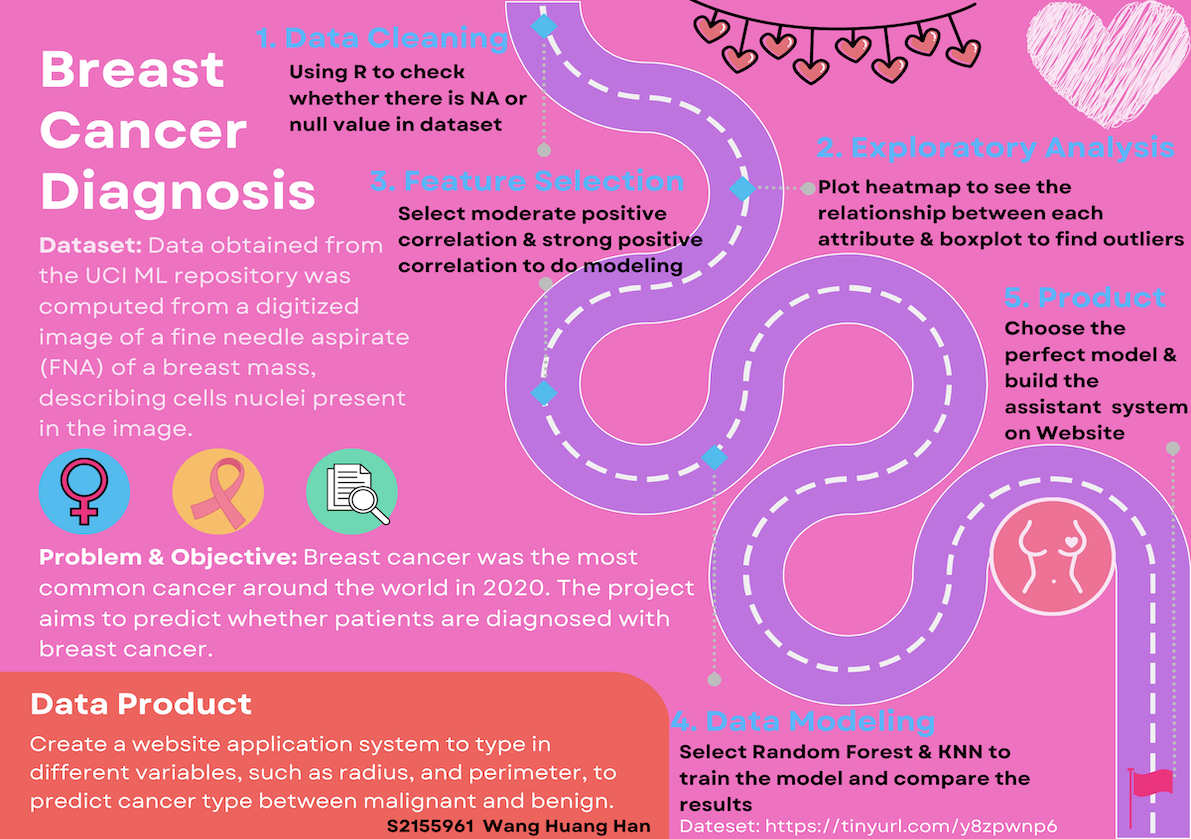 Breast
Cancer
Diagnosis
Dataset: Data obtained from
the UCI ML repository was
computed from a digitized
image of a fine needle aspirate
(FNA) of a breast mass,
describing cells nuclei present
in the image.
Problem & Objective: Breast cancer was the most
common cancer around the world in 2020. The project
aims to predict whether patients are diagnosed with
breast cancer.
Data Product
Create a website application system to type in
different variables, such as radius, and perimeter, to
predict cancer type between malignant and benign.
S2155961 Wang Huang Han
1. Data Cleaning
Using R to check
whether there is NA or
null value in dataset
2. Exploratory Analysis
Plot heatmap to see the
relationship between each
attribute & boxplot to find outliers
3. Feature Selection
Select moderate positive
correlation & strong positive
correlation to do modeling
4. Data Modeling
Select Random Forest & KNN to
train the model and compare the
results
Dateset: https://tinyurl.com/y8zpwnp6
5. Product
Choose the
perfect model &
build the
assistant system
on Website